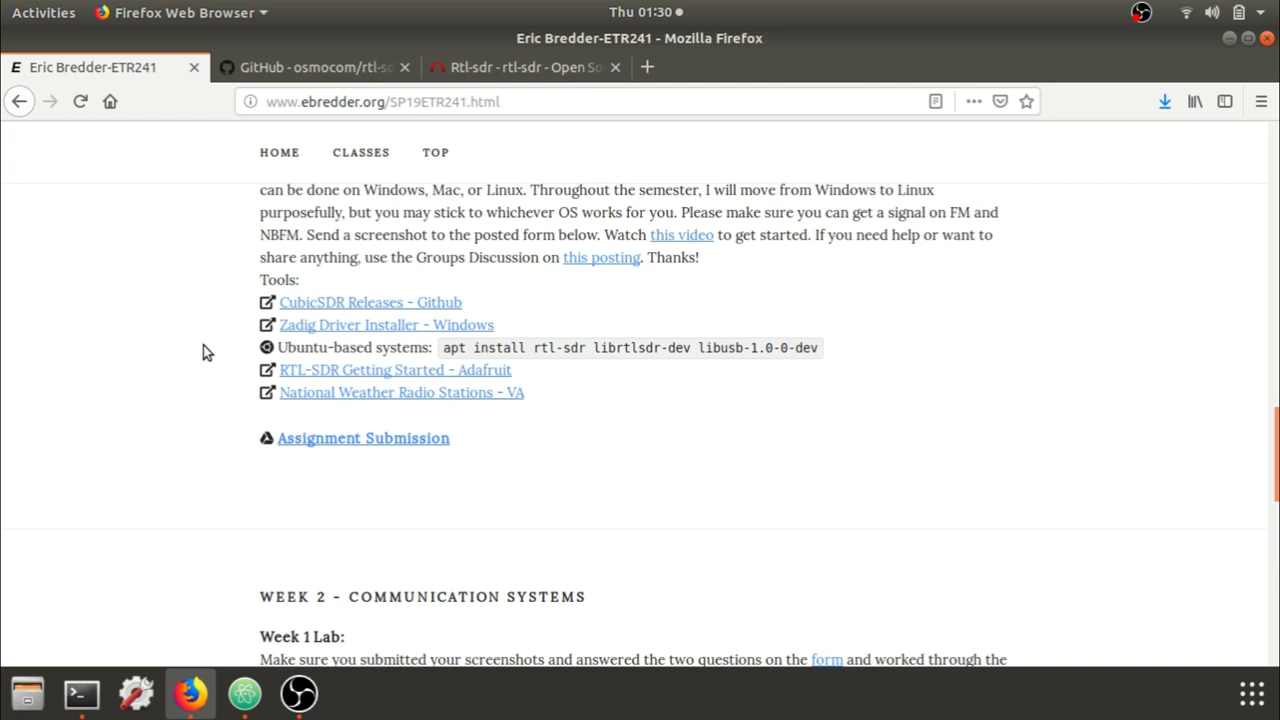 Activities Firefox Web Browser Thu 01:30
Eric Bredder-ETR241 - Mozilla Firefox
E Eric Bredder-ETR241 GitHub - osmocom/rtl-s Rtl-sdr - rtl-sdr - Open So
www.ebredder.org/SP19ETR241.html
HOME CLASSES TOP
can be done on Windows, Mac, or Linux. Throughout the semester, I will move from Windows to Linux
purposefully, but you may stick to whichever OS works for you. Please make sure you can get a signal on FM and
NBFM. Send a screenshot to the posted form below. Watch this video to get started. If you need help or want to
share anything, use the Groups Discussion on this posting. Thanks!
Tools:
CubicSDR Releases - Github
Zadig Driver Installer - Windows
Ubuntu-based systems: apt install rtl-sdr librtlsdr-dev libusb-1.0-0-dev
RTL-SDR Getting Started - Adafruit
National Weather Radio Stations - VA
Assignment Submission
WEEK 2 - COMMUNICATION SYSTEMS
Week 1 Lab:
Make sure you submitted your screenshots and answered the two questions on the form and worked through the